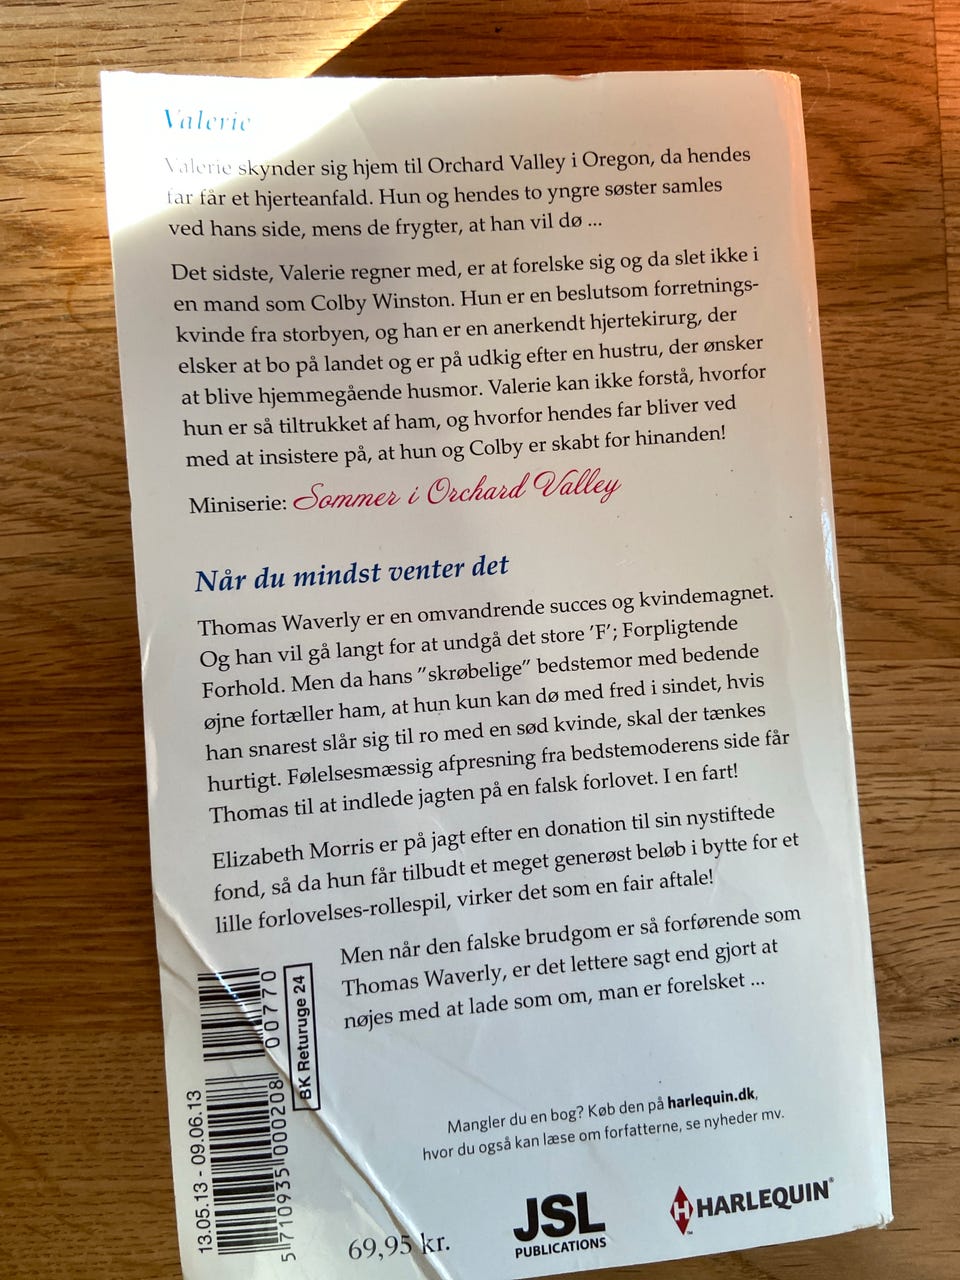 Valerie
Valerie skynder sig hjem til Orchard Valley i Oregon, da hendes
far får et hjerteanfald. Hun og hendes to yngre søster samles
ved hans side, mens de frygter, at han vil dø ...
Det sidste, Valerie regner med, er at forelske sig og da slet ikke i
en mand som Colby Winston. Hun er en beslutsom forretnings-
kvinde fra storbyen, og han er en anerkendt hjertekirurg, der
elsker at bo på landet og er på udkig efter en hustru, der ønsker
at blive hjemmegående husmor. Valerie kan ikke forstå, hvorfor
hun er så tiltrukket af ham, og hvorfor hendes far bliver ved
med at insistere på, at hun og Colby er skabt for hinanden!
Miniserie: Sommer i Orchard Valley
Når du mindst venter det
Thomas Waverly er en omvandrende succes og kvindemagnet.
Og han vil gå langt for at undgå det store ’F’; Forpligtende
Forhold. Men da hans ”skrøbelige” bedstemor med bedende
øjne fortæller ham, at hun kun kan dø med fred i sindet, hvis
han snarest slår sig til ro med en sød kvinde, skal der tænkes
hurtigt. Følelsesmæssig afpresning fra bedstemoderens side får
Thomas til at indlede jagten på en falsk forlovet. I en fart!
Elizabeth Morris er på jagt efter en donation til sin nystiftede
fond, så da hun får tilbudt et meget generøst beløb i bytte for et
lille forlovelses-rollespil, virker det som en fair aftale!
Men når den falske brudgom er så forførende som
Thomas Waverly, er det lettere sagt end gjort at
nøjes med at lade som om, man er forelsket ...
13.05.13 - 09.06.13
5 710935 000208
00770
BK Returuge 24
Mangler du en bog? Køb den på harlequin.dk,
hvor du også kan læse om forfatterne, se nyheder mv.
69,95 kr.
JSL
PUBLICATIONS
H HARLEQUIN®
™